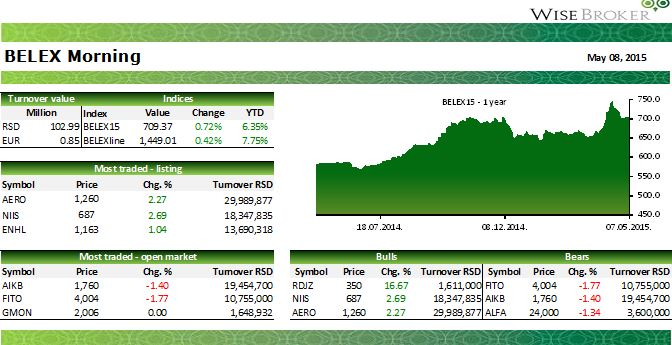 WISEBROKER
BELEX Morning
May 08, 2015
Turnover value Indices
Million Index Value Change YTD
RSD 102.99 BELEX15 709.37 0.72% 6.35%
EUR 0.85 BELEXline 1,449.01 0.42% 7.75%
Most traded - listing
Symbol Price Chg. % Turnover RSD
AERO 1,260 2.27 29,989,877
NIIS 687 2.69 18,347,835
ENHL 1,163 1.04 13,690,318
BELEX15 - 1 year
750.0
700.0
650.0
600.0
550.0
500.0
450.0
18.07.2014. 08.12.2014. 07.05.2015.
Most traded - open market
Symbol Price Chg. % Turnover RSD
AIKB 1,760 -1.40 19,454,700
FITO 4,004 -1.77 10,755,000
GMON 2,006 0.00 1,648,932
Bulls Bears
Symbol Price Chg. % Turnover RSD Symbol Price Chg. % Turnover RSD
RDJZ 350 16.67 1,611,000 FITO 4,004 -1.77 10,755,000
NIIS 687 2.69 18,347,835 AIKB 1,760 -1.40 19,454,700
AERO 1,260 2.27 29,989,877 ALFA 24,000 -1.34 3,600,000